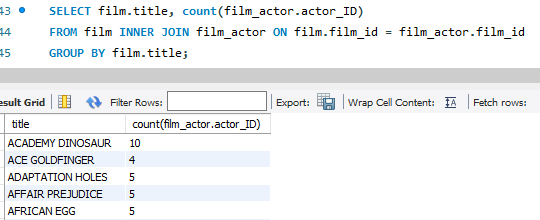 43 SELECT film.title, count(film_actor.actor_ID)
44 FROM film INNER JOIN film_actor ON film.film_id = film_actor.film_id
45 GROUP BY film.title;
esult Grid Filter Rows: Export: Wrap Cell Content: Fetch rows:
title count(film_actor.actor_ID)
ACADEMY DINOSAUR 10
ACE GOLDFINGER 4
ADAPTATION HOLES 5
AFFAIR PREJUDICE 5
AFRICAN EGG 5